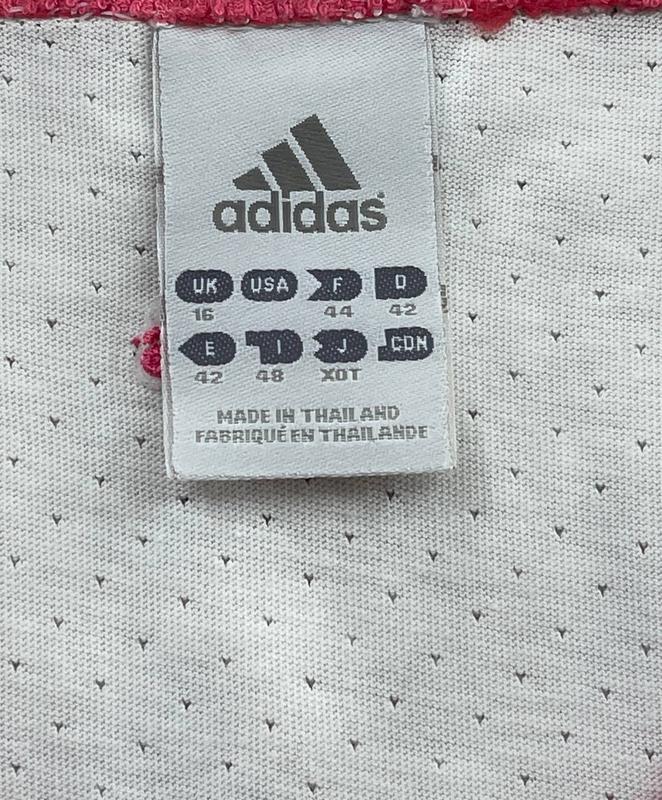 adidas
UK USA F D
16 44 42
E I J CDN
42 48 XOT
MADE IN THAILAND
FABRIQUÉ EN THAILANDE